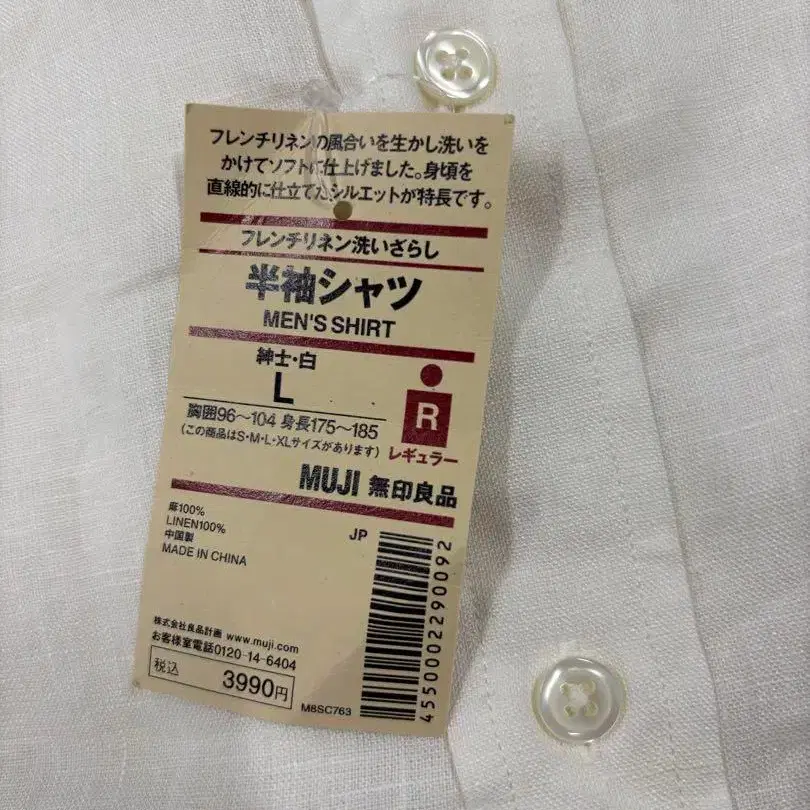 フレンチリネンの風合いを生かし洗いを
かけてソフトに仕上げました。身頃を
直線的に仕立てたシルエットが特長です。
フレンチリネン洗いざらし
半袖シャツ
MEN'S SHIRT
紳士・白
L
胸囲96〜104 身長175〜185
(この商品はS・M・L・XLサイズがあります)
R
レギュラー
MUJI 無印良品
麻100%
LINEN100%
中国製
MADE IN CHINA
JP
4550002290092
株式会社良品計画 www.muji.com
お客様室電話0120-14-6404
税込 3990円
M8SC763